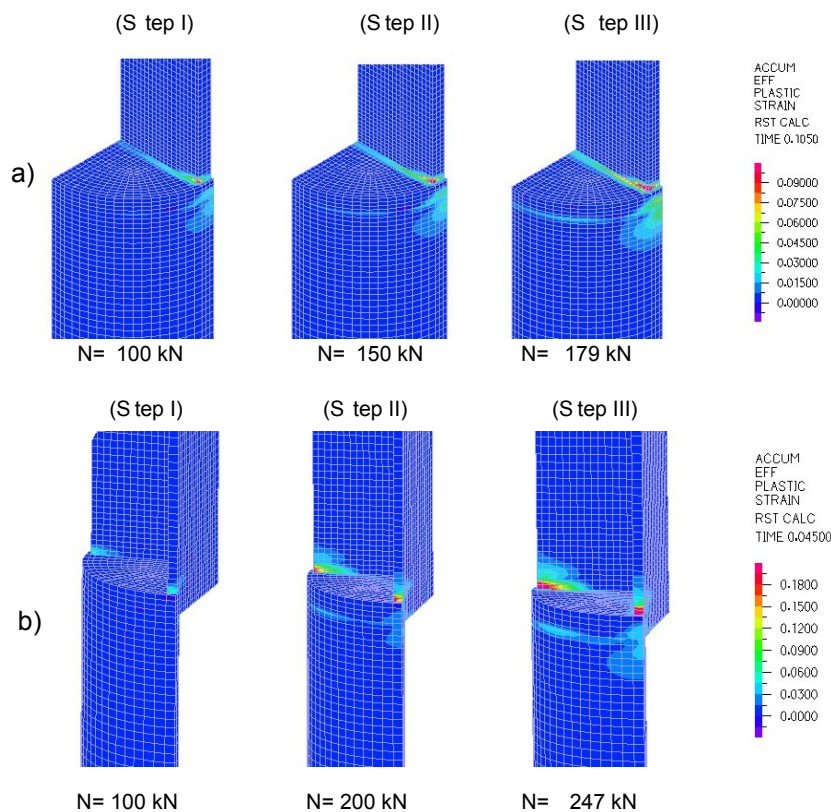 (S tep I) (S tep II) (S tep III)
ACCUM
EFF
PLASTIC
STRAIN
RST CALC
TIME 0.1050
a)
0.09000
0.07500
0.06000
0.04500
0.03000
0.01500
0.00000
N= 100 kN N= 150 kN N= 179 kN
(S tep I) (S tep II) (S tep III)
ACCUM
EFF
PLASTIC
STRAIN
RST CALC
TIME 0.04500
b)
0.1800
0.1500
0.1200
0.0900
0.0600
0.0300
0.0000
N= 100 kN N= 200 kN N= 247 kN